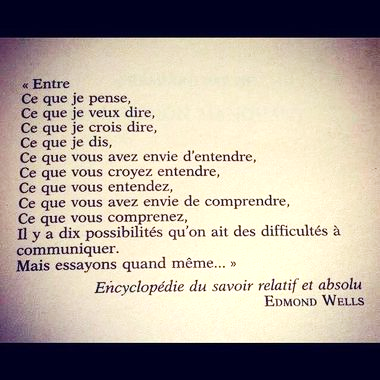 « Entre
Ce que je pense,
Ce que je veux dire,
Ce que je crois dire,
Ce que je dis,
Ce que vous avez envie d'entendre,
Ce que vous croyez entendre,
Ce que vous entendez,
Ce que vous avez envie de comprendre,
Ce que vous comprenez,
Il y a dix possibilités qu'on ait des difficultés à
communiquer.
Mais essayons quand même... »
Encyclopédie du savoir relatif et absolu
EDMOND WELLS